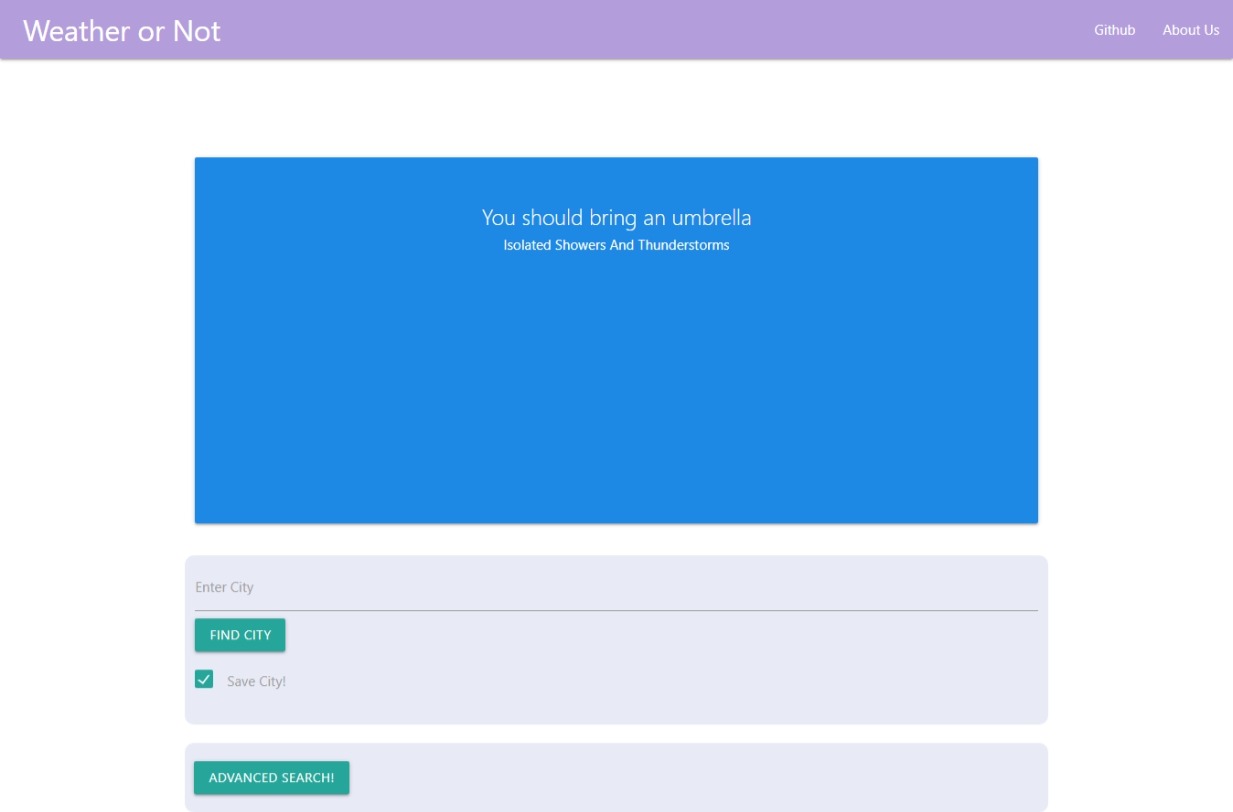 Weather or Not
Github
About Us
You should bring an umbrella
Isolated Showers And Thunderstorms
Enter City
FIND CITY
Save City!
ADVANCED SEARCH!